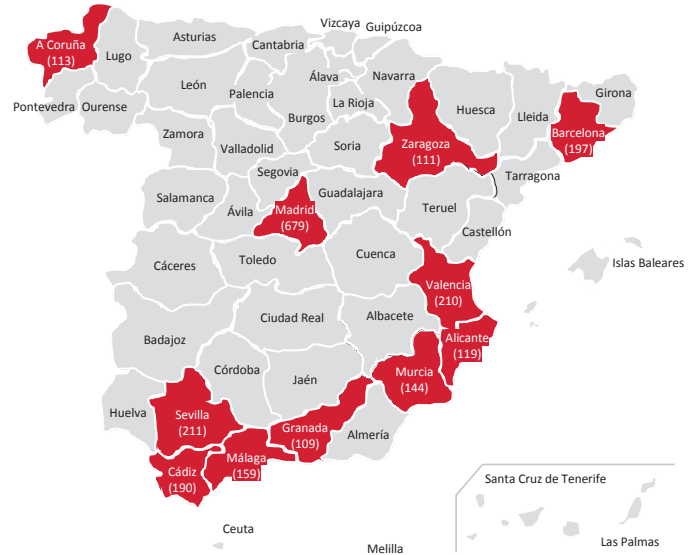 Vizcaya
Guipúzcoa
Asturias
Cantabria
A Coruña
(113)
Lugo
Álava
Navarra
León
Palencia
La Rioja
Huesca
Girona
Pontevedra
Ourense
Burgos
Lleida
Zamora
Valladolid
Soria
Zaragoza
(111)
Barcelona
(197)
Segovia
Tarragona
Salamanca
Ávila
Madrid
(679)
Guadalajara
Teruel
Castellón
Cáceres
Toledo
Cuenca
Islas Baleares
Valencia
(210)
Ciudad Real
Albacete
Badajoz
Alicante
(119)
Córdoba
Jaén
Murcia
(144)
Huelva
Sevilla
(211)
Granada
(109)
Almería
Cádiz
(190)
Málaga
(159)
Santa Cruz de Tenerife
Ceuta
Las Palmas
Melilla